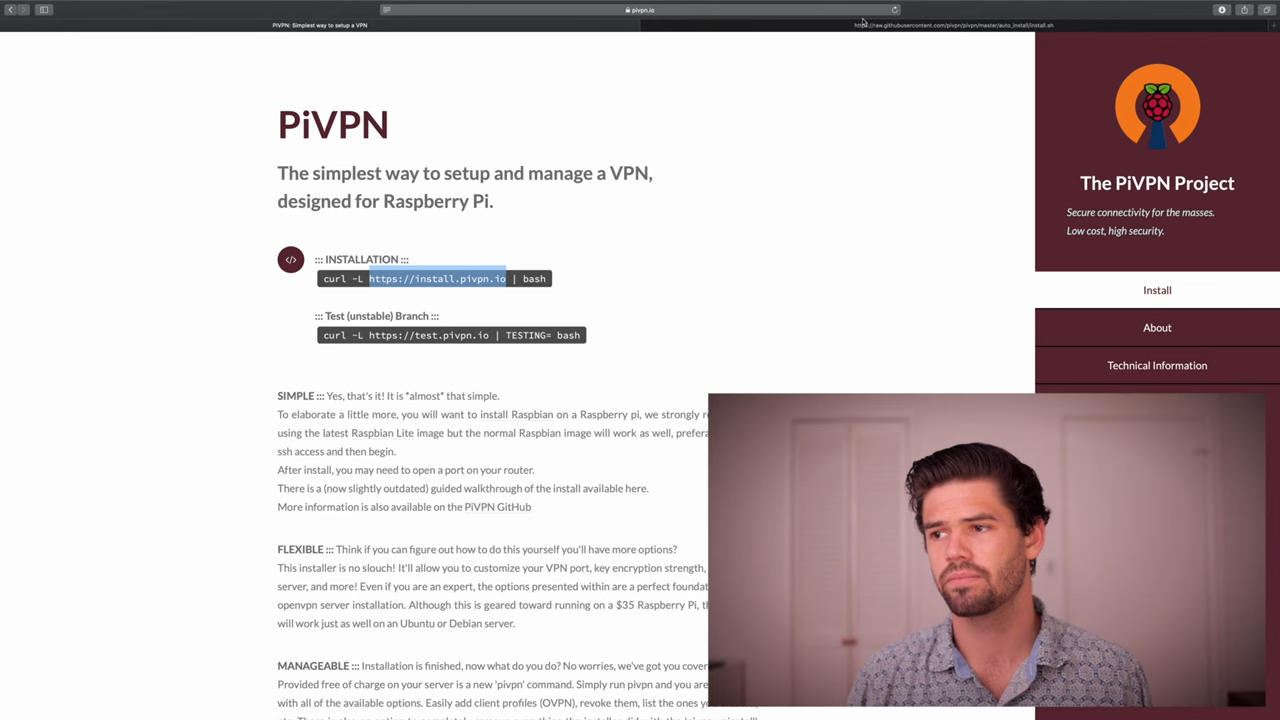 pivpn.io
PiVPN: Simplest way to setup a VPN
https://raw.githubusercontent.com/pivpn/pivpn/master/auto_install/install.sh
PiVPN
The simplest way to setup and manage a VPN,
designed for Raspberry Pi.
</>
::: INSTALLATION :::
curl -L https://install.pivpn.io | bash
::: Test (unstable) Branch :::
curl -L https://test.pivpn.io | TESTING= bash
SIMPLE ::: Yes, that's it! It is *almost* that simple.
To elaborate a little more, you will want to install Raspbian on a Raspberry pi, we strongly
using the latest Raspbian Lite image but the normal Raspbian image will work as well,
ssh access and then begin.
After install, you may need to open a port on your router.
There is a (now slightly outdated) guided walkthrough of the install available here.
More information is also available on the PiVPN GitHub
FLEXIBLE ::: Think if you can figure out how to do this yourself you'll have more options?
This installer is no slouch! It'll allow you to customize your VPN port, key encryption strength,
server, and more! Even if you are an expert, the options presented within are a perfect
openvpn server installation. Although this is geared toward running on a $35 Raspberry Pi,
will work just as well on an Ubuntu or Debian server.
MANAGEABLE ::: Installation is finished, now what do you do? No worries, we've got you
Provided free of charge on your server is a new 'pivpn' command. Simply run pivpn and you are
with all of the available options. Easily add client profiles (OVPN), revoke them, list the ones
The PiVPN Project
Secure connectivity for the masses.
Low cost, high security.
Install
About
Technical Information